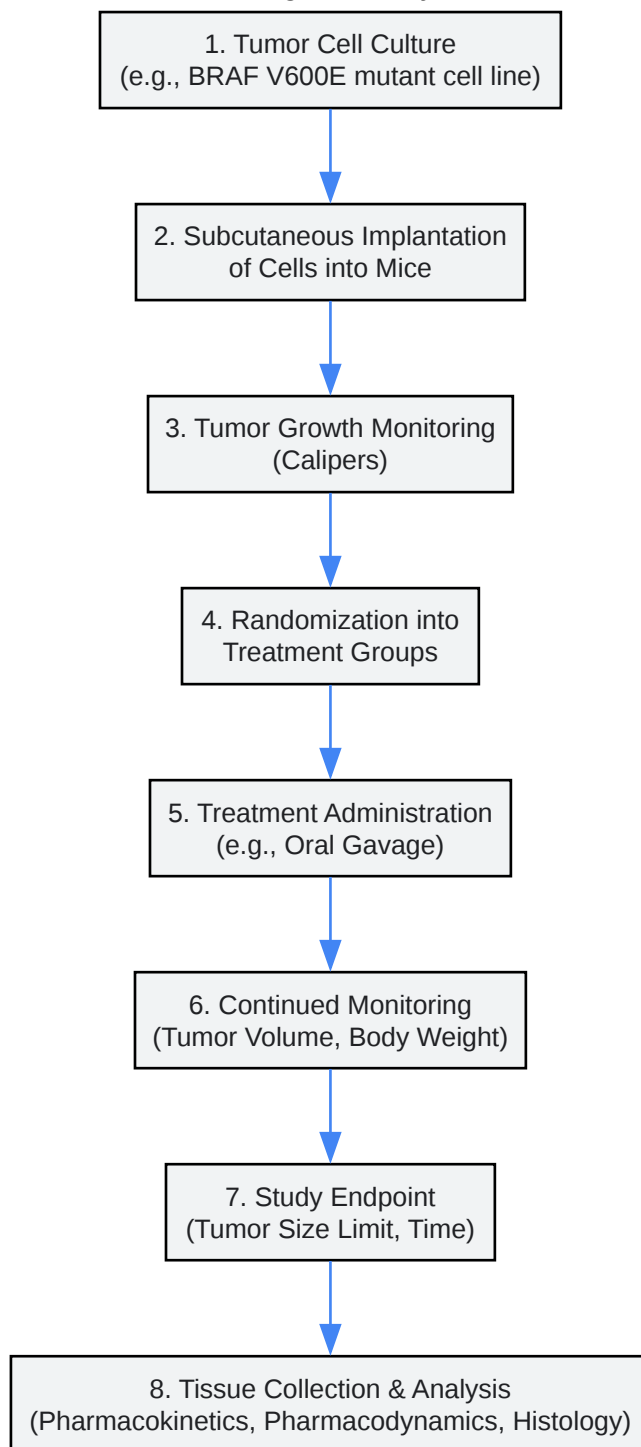 1. Tumor Cell Culture
(e.g., BRAF V600E mutant cell line)
2. Subcutaneous Implantation
of Cells into Mice
3. Tumor Growth Monitoring
(Calipers)
4. Randomization into
Treatment Groups
5. Treatment Administration
(e.g., Oral Gavage)
6. Continued Monitoring
(Tumor Volume, Body Weight)
7. Study Endpoint
(Tumor Size Limit, Time)
8. Tissue Collection & Analysis
(Pharmacokinetics, Pharmacodynamics, Histology)